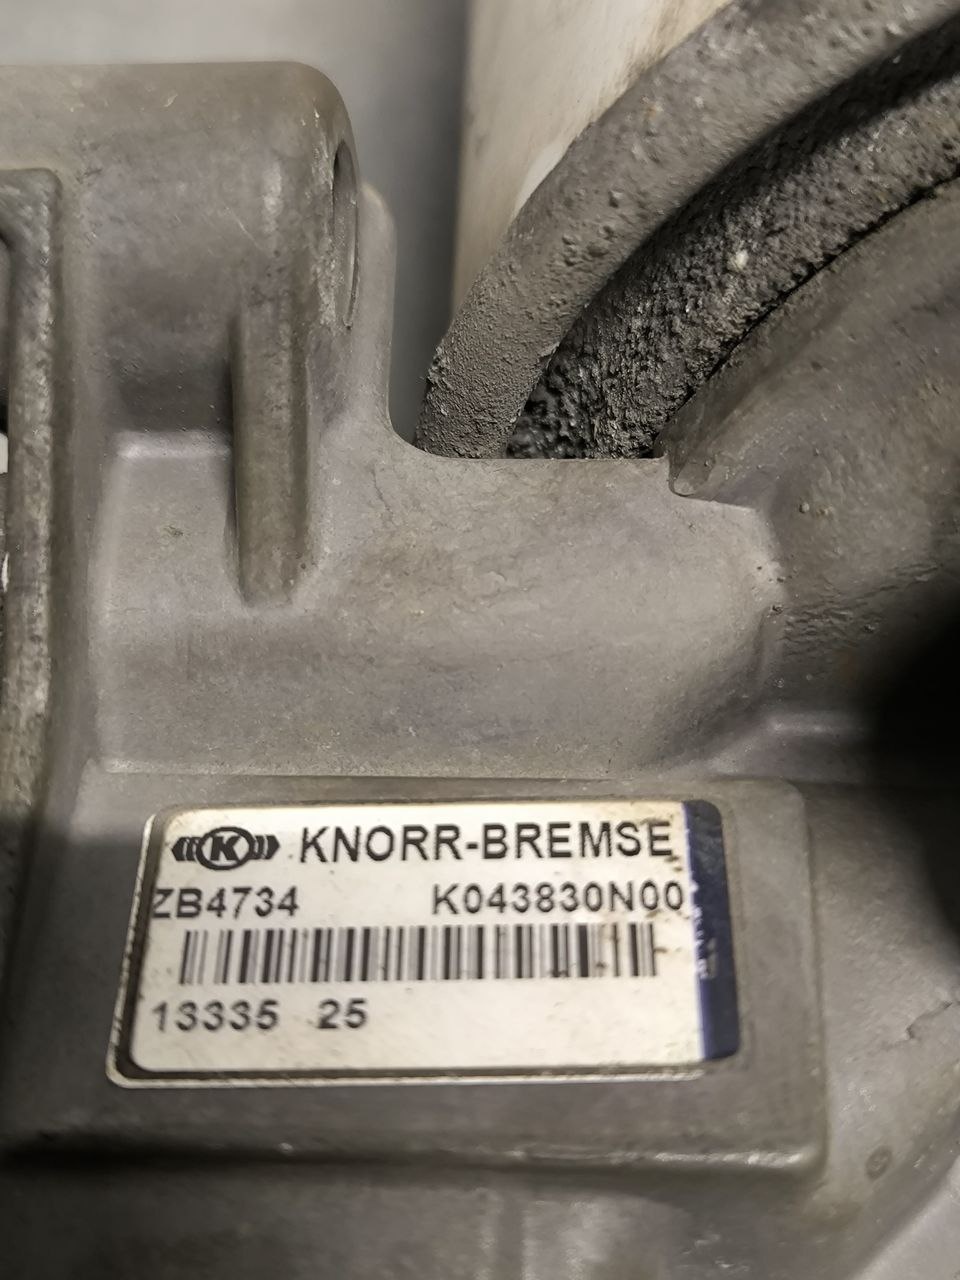 K KNORR-BREMSE
ZB4734 K043830N00
13335 25